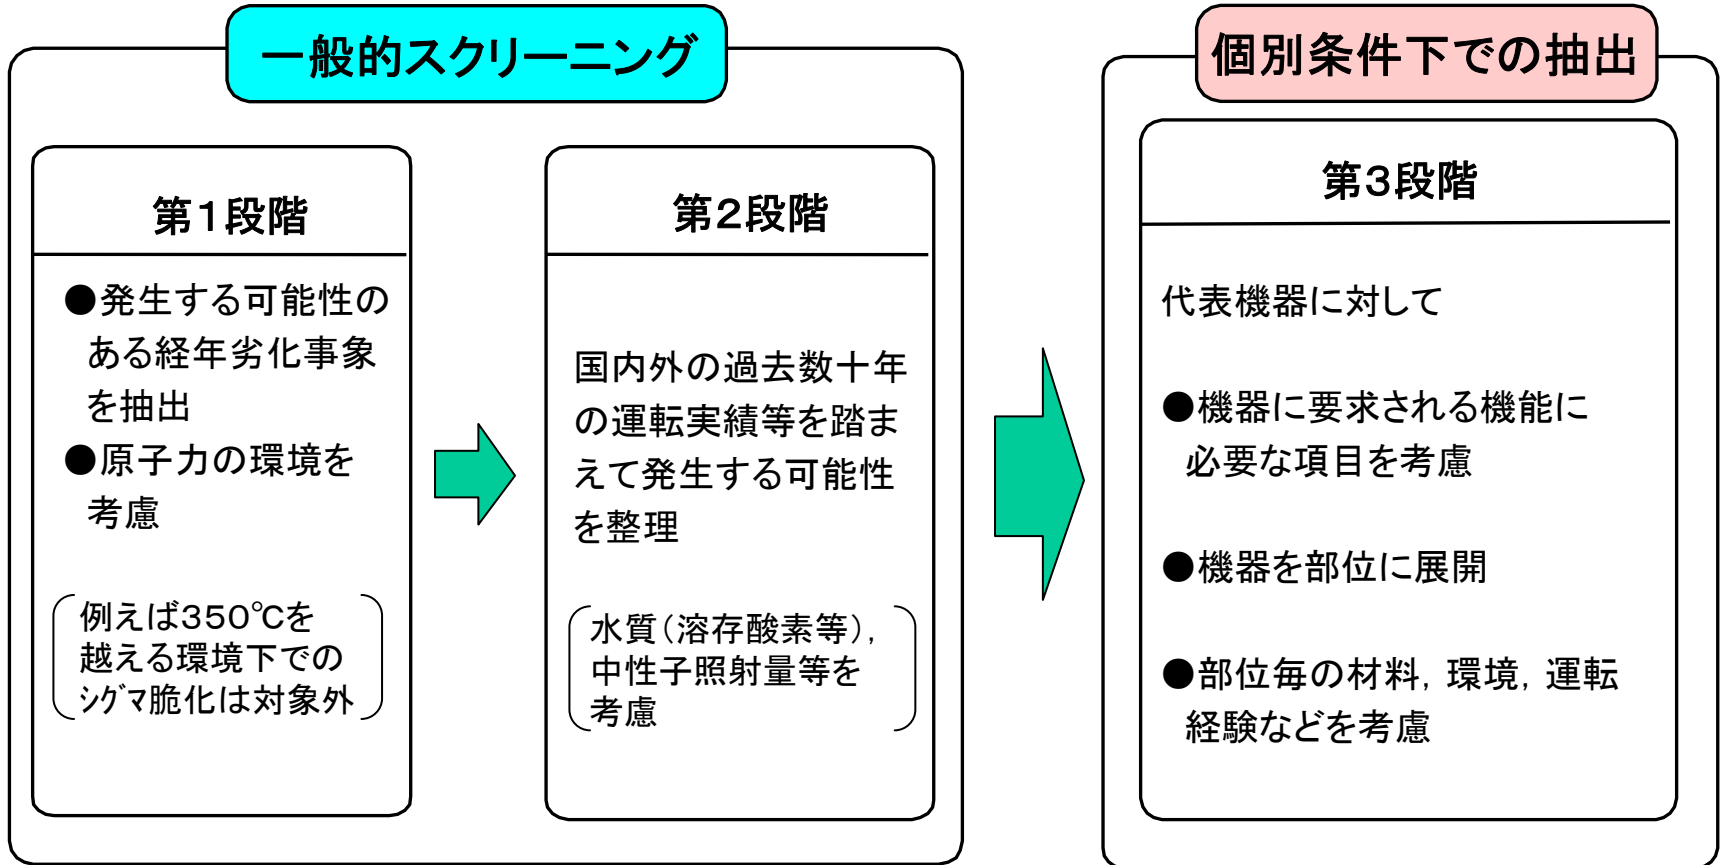 一般的スクリーニング
第1段階
●発生する可能性の
ある経年劣化事象
を抽出
●原子力の環境を
考慮
例えば350℃を
越える環境下での
ｼｸﾞﾏ脆化は対象外
第2段階
国内外の過去数十年
の運転実績等を踏ま
えて発生する可能性
を整理
水質(溶存酸素等),
中性子照射量等を
考慮
個別条件下での抽出
第3段階
代表機器に対して
●機器に要求される機能に
必要な項目を考慮
●機器を部位に展開
●部位毎の材料, 環境, 運転
経験などを考慮